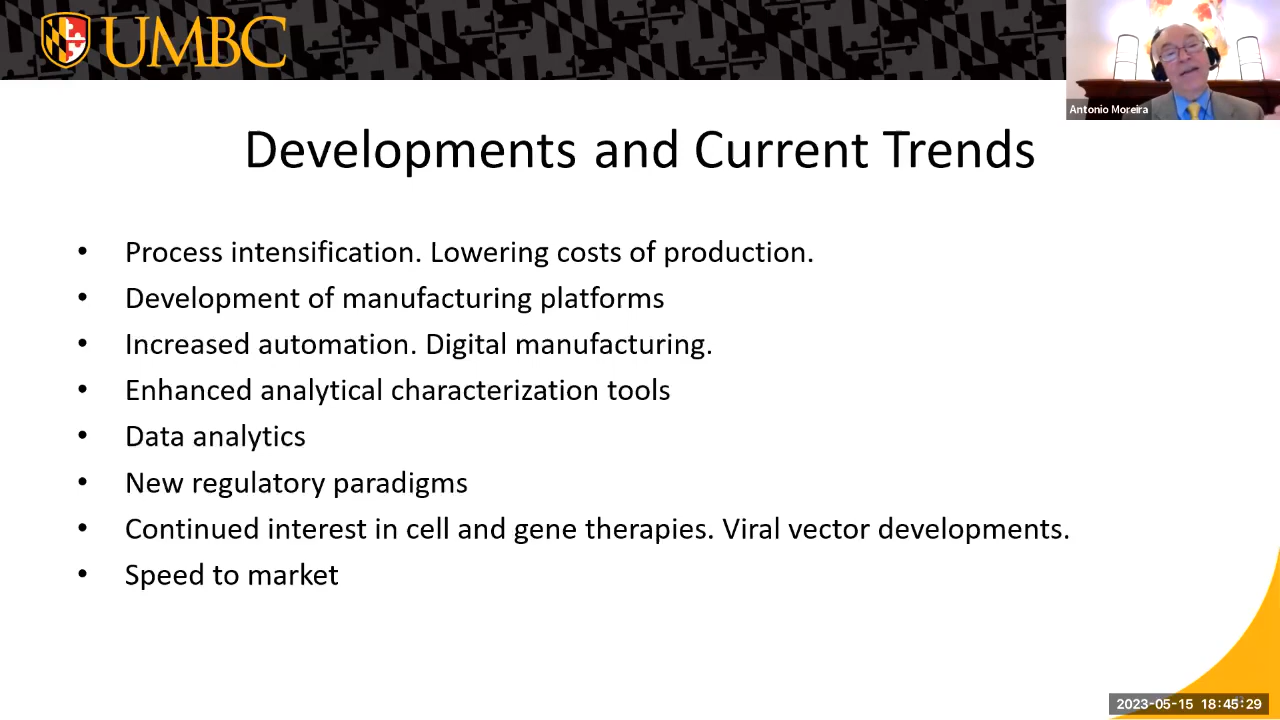 UMBC
Antonio Moreira
Developments and Current Trends
• Process intensification. Lowering costs of production.
• Development of manufacturing platforms
• Increased automation. Digital manufacturing.
• Enhanced analytical characterization tools
• Data analytics
• New regulatory paradigms
• Continued interest in cell and gene therapies. Viral vector developments.
• Speed to market
2023-05-15 18:45:29